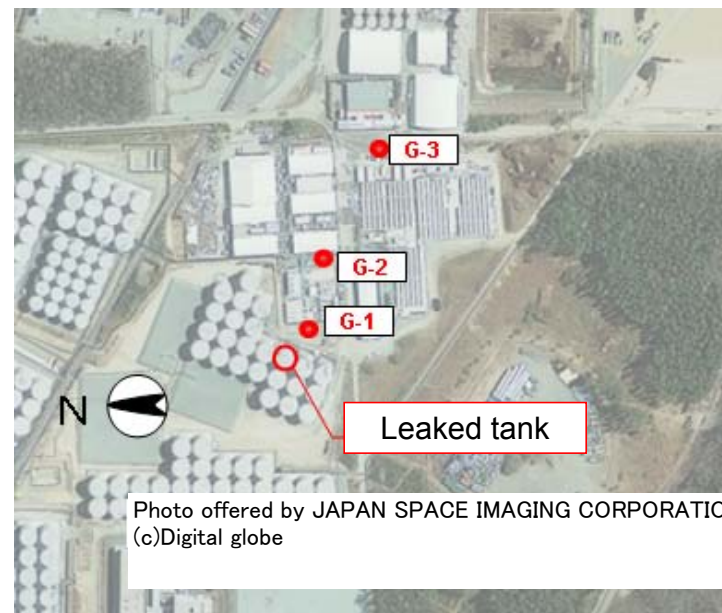 G-3
G-2
G-1
N
Leaked tank
Photo offered by JAPAN SPACE IMAGING CORPORATIO
(c)Digital globe